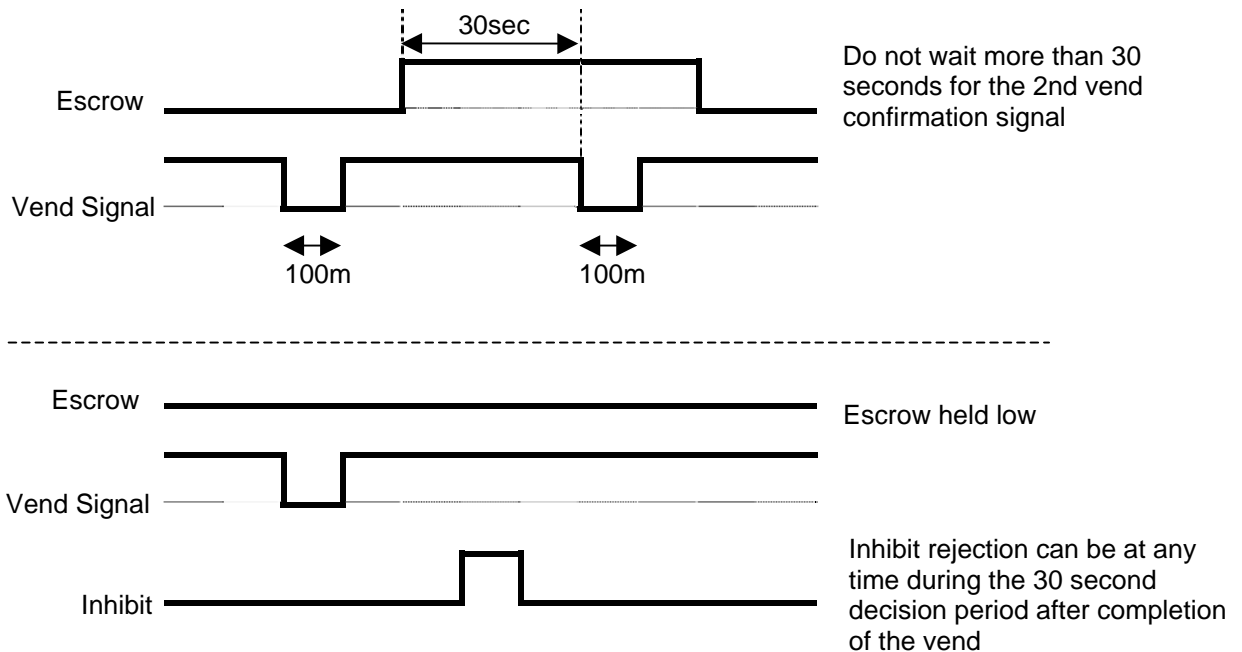 30sec
Do not wait more than 30
seconds for the 2nd vend
confirmation signal
Escrow
Vend Signal
100m
100m
Escrow
Escrow held low
Vend Signal
Inhibit rejection can be at any
time during the 30 second
decision period after completion
of the vend
Inhibit